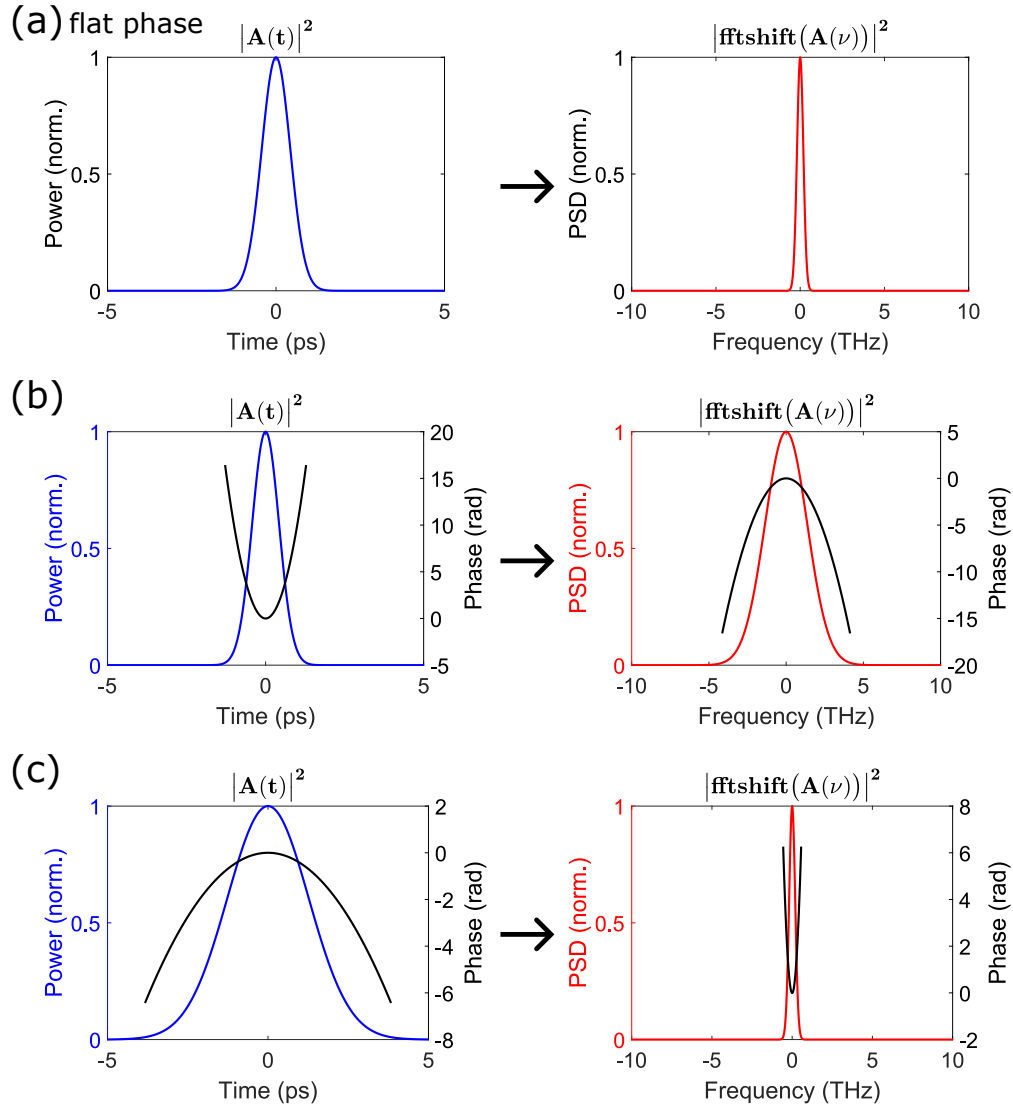 (a) flat phase
|A(t)|²
|fftshift(A(ν))|²
Power (norm.)
1
0.5
0
-5
0
5
Time (ps)
PSD (norm.)
1
0.5
0
-10
-5
0
5
10
Frequency (THz)
(b)
|A(t)|²
|fftshift(A(ν))|²
Power (norm.)
1
0.5
0
-5
0
5
Time (ps)
20
15
10
5
0
-5
Phase (rad)
PSD (norm.)
1
0.5
0
-10
-5
0
5
10
Frequency (THz)
5
0
-5
-10
-15
-20
Phase (rad)
(c)
|A(t)|²
|fftshift(A(ν))|²
Power (norm.)
1
0.5
0
-5
0
5
Time (ps)
2
0
-2
-4
-6
-8
Phase (rad)
PSD (norm.)
1
0.5
0
-10
-5
0
5
10
Frequency (THz)
8
6
4
2
0
-2
Phase (rad)